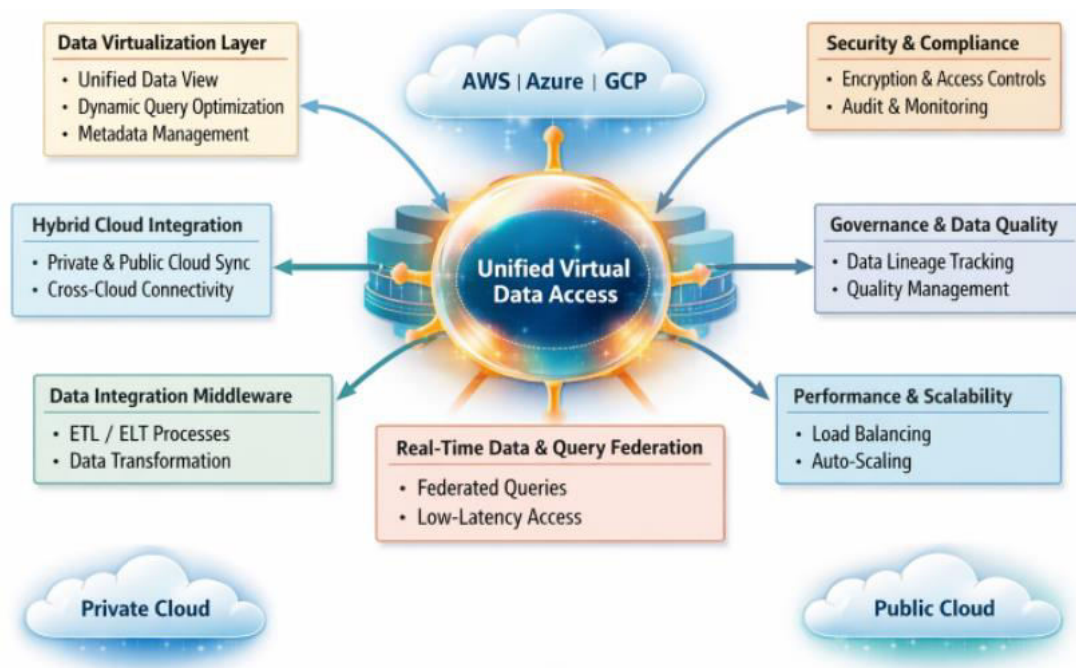 AWS | Azure | GCP
Data Virtualization Layer
• Unified Data View
• Dynamic Query Optimization
• Metadata Management
Security & Compliance
• Encryption & Access Controls
• Audit & Monitoring
Hybrid Cloud Integration
• Private & Public Cloud Sync
• Cross-Cloud Connectivity
Unified Virtual
Data Access
Governance & Data Quality
• Data Lineage Tracking
• Quality Management
Data Integration Middleware
• ETL / ELT Processes
• Data Transformation
Real-Time Data & Query Federation
• Federated Queries
• Low-Latency Access
Performance & Scalability
• Load Balancing
• Auto-Scaling
Private Cloud
Public Cloud